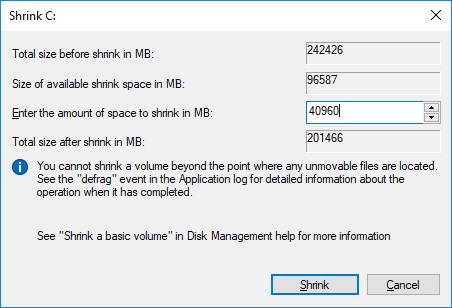 Shrink C:
Total size before shrink in MB: 242426
Size of available shrink space in MB: 96587
Enter the amount of space to shrink in MB: 40960
Total size after shrink in MB: 201466
You cannot shrink a volume beyond the point where any unmovable files are located.
See the "defrag" event in the Application log for detailed information about the
operation when it has completed.
See "Shrink a basic volume" in Disk Management help for more information
Shrink Cancel